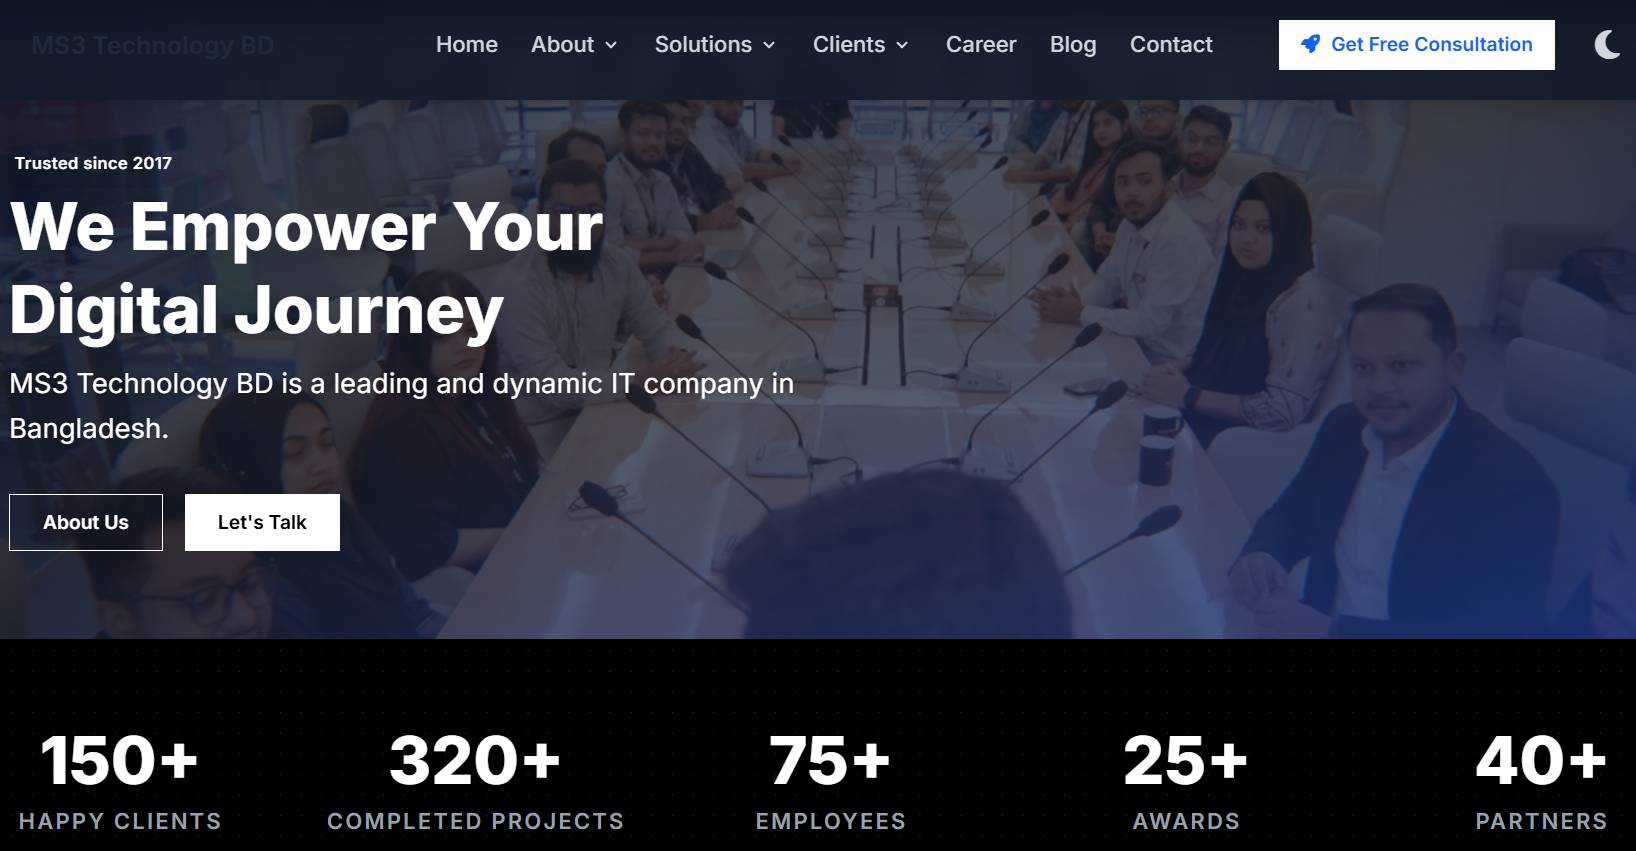 MS3 Technology BD
Home About Solutions Clients Career Blog Contact Get Free Consultation
Trusted since 2017
We Empower Your
Digital Journey
MS3 Technology BD is a leading and dynamic IT company in
Bangladesh.
About Us Let's Talk
150+ 320+ 75+ 25+ 40+
HAPPY CLIENTS COMPLETED PROJECTS EMPLOYEES AWARDS PARTNERS